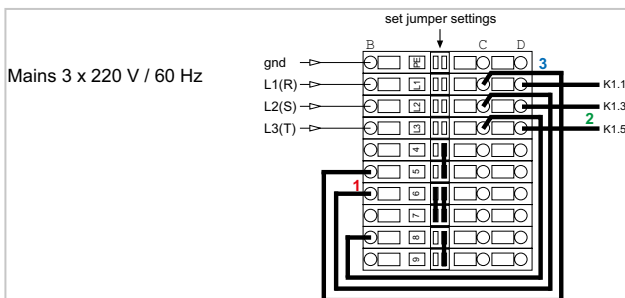 set jumper settings
B C D
gnd PE 3
Mains 3 x 220 V / 60 Hz
L1(R) L1 K1.1
L2(S) L2 K1.3
L3(T) L3 2 K1.5
4
5
1 6
7
8
9